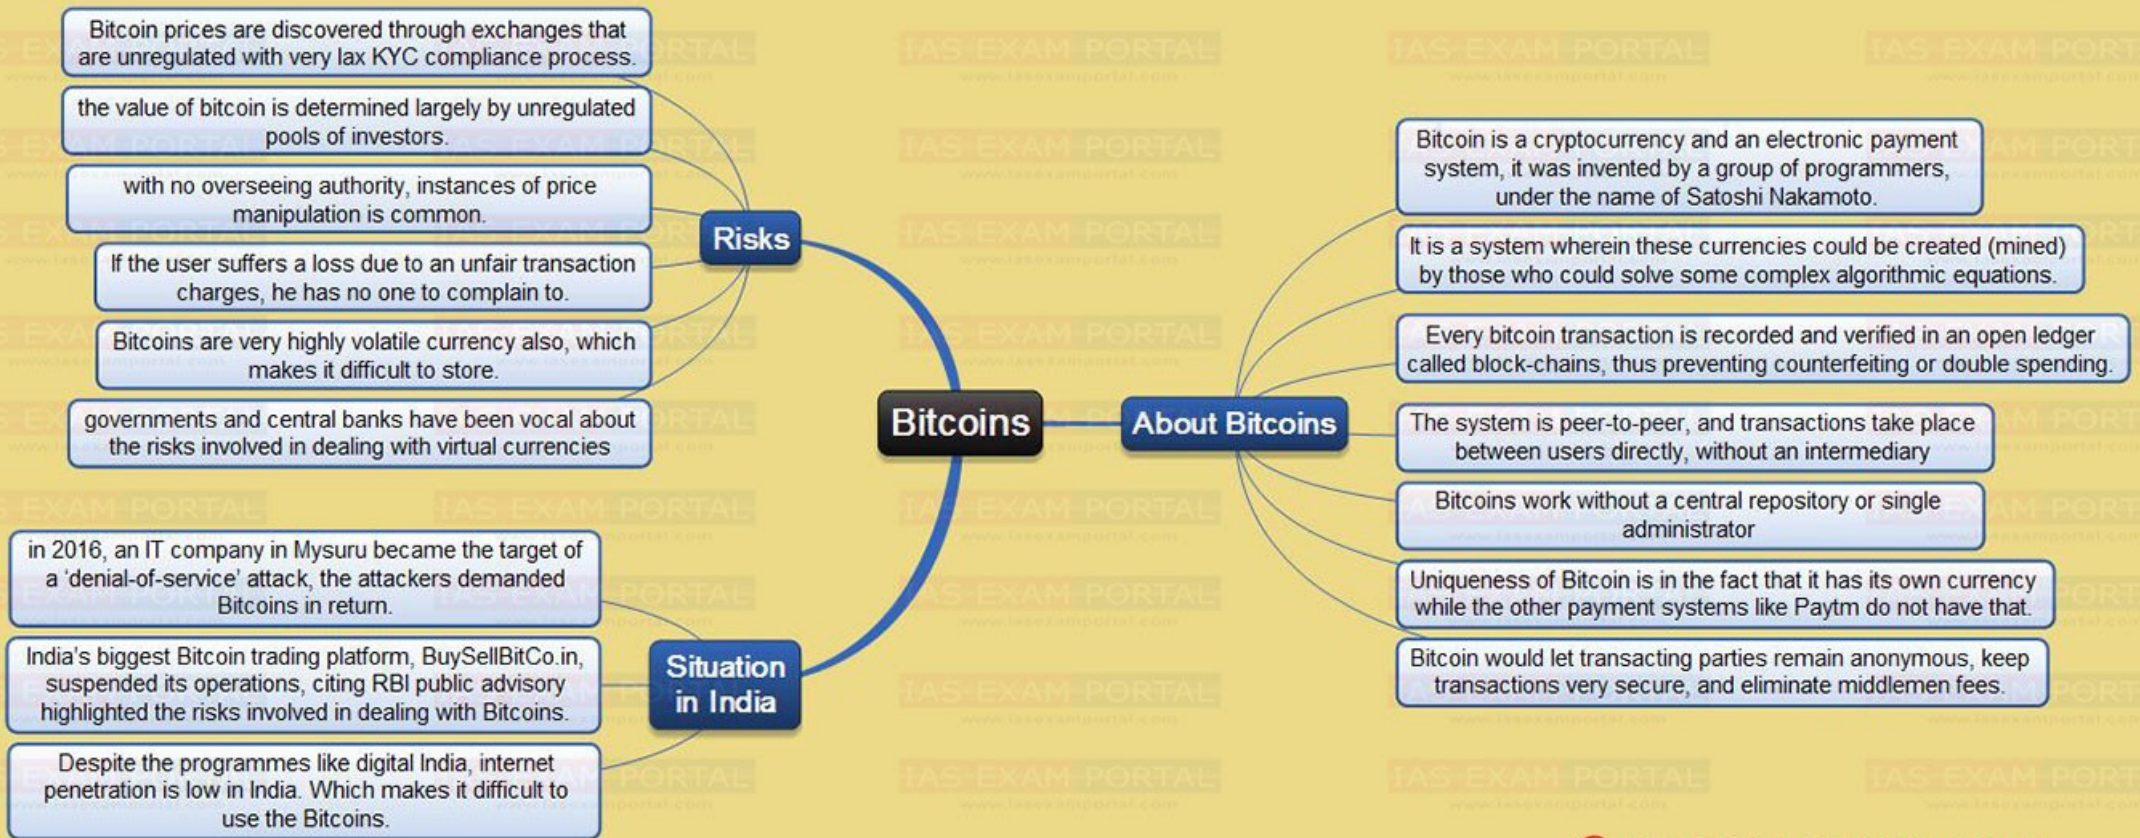 Bitcoin prices are discovered through exchanges that
are unregulated with very lax KYC compliance process.
the value of bitcoin is determined largely by unregulated
pools of investors.
with no overseeing authority, instances of price
manipulation is common.
If the user suffers a loss due to an unfair transaction
charges, he has no one to complain to.
Bitcoins are very highly volatile currency also, which
makes it difficult to store.
governments and central banks have been vocal about
the risks involved in dealing with virtual currencies
Risks
in 2016, an IT company in Mysuru became the target of
a ‘denial-of-service’ attack, the attackers demanded
Bitcoins in return.
India’s biggest Bitcoin trading platform, BuySellBitCo.in,
suspended its operations, citing RBI public advisory
highlighted the risks involved in dealing with Bitcoins.
Despite the programmes like digital India, internet
penetration is low in India. Which makes it difficult to
use the Bitcoins.
Situation
in India
Bitcoins
About Bitcoins
Bitcoin is a cryptocurrency and an electronic payment
system, it was invented by a group of programmers,
under the name of Satoshi Nakamoto.
It is a system wherein these currencies could be created (mined)
by those who could solve some complex algorithmic equations.
Every bitcoin transaction is recorded and verified in an open ledger
called block-chains, thus preventing counterfeiting or double spending.
The system is peer-to-peer, and transactions take place
between users directly, without an intermediary
Bitcoins work without a central repository or single
administrator
Uniqueness of Bitcoin is in the fact that it has its own currency
while the other payment systems like Paytm do not have that.
Bitcoin would let transacting parties remain anonymous, keep
transactions very secure, and eliminate middlemen fees.
IAS EXAM PORTAL
www.iasexamportal.com